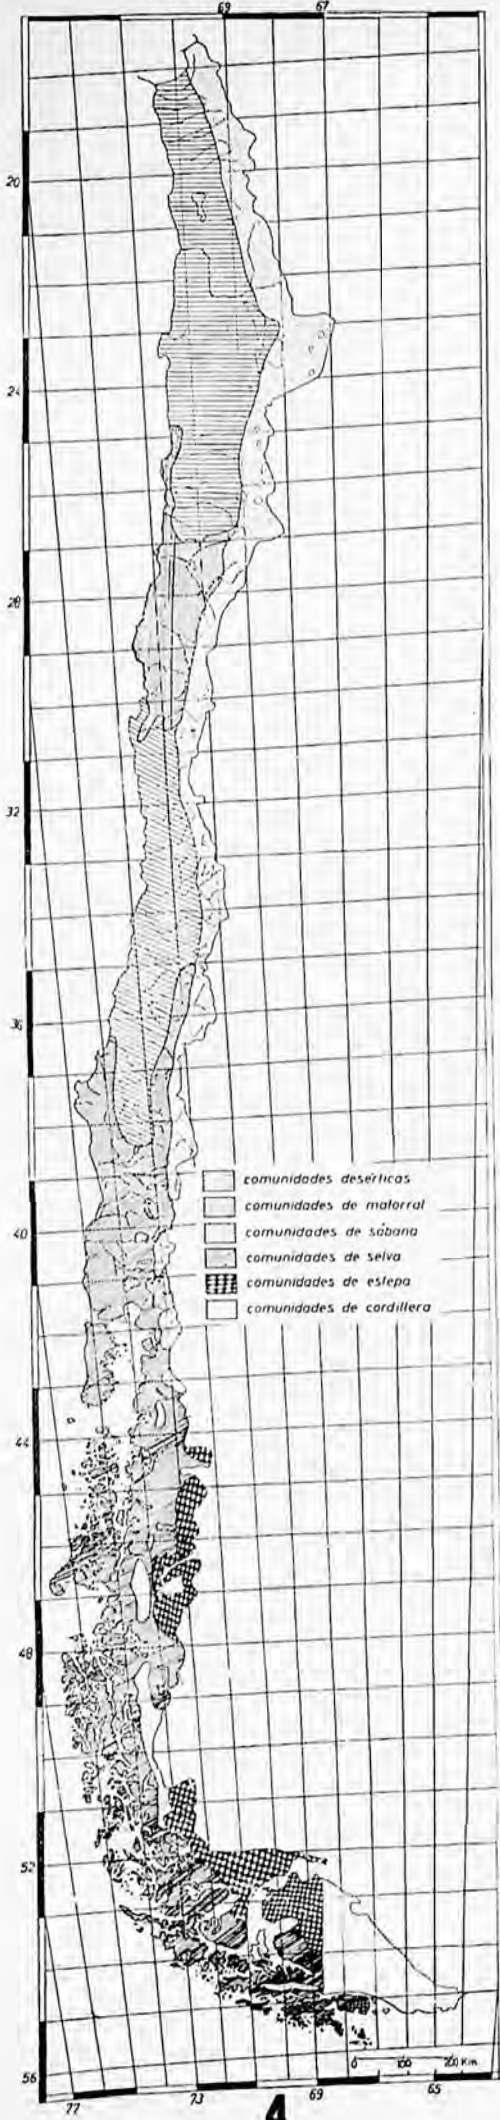 69 67
20
24
28
32
36
40
44
48
52
56
comunidades desérticas
comunidades de matorral
comunidades de sábana
comunidades de selva
comunidades de estepa
comunidades de cordillera
0 100 200 Km.
77 73 69 65
4